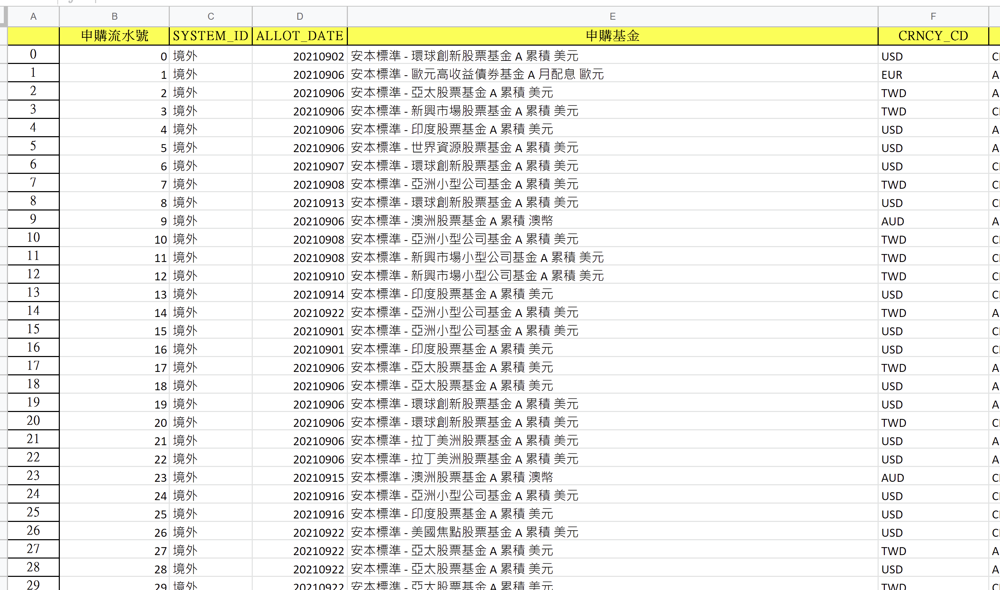 A B C D E F
申購流水號 SYSTEM_ID ALLOT_DATE 申購基金 CRNCY_CD
0 0 境外 20210902 安本標準 - 環球創新股票基金 A 累積 美元 USD
1 1 境外 20210906 安本標準 - 歐元高收益債券基金 A 月配息 歐元 EUR A
2 2 境外 20210906 安本標準 - 亞太股票基金 A 累積 美元 TWD A
3 3 境外 20210906 安本標準 - 新興市場股票基金 A 累積 美元 TWD
4 4 境外 20210906 安本標準 - 印度股票基金 A 累積 美元 USD A
5 5 境外 20210906 安本標準 - 世界資源股票基金 A 累積 美元 USD A
6 6 境外 20210907 安本標準 - 環球創新股票基金 A 累積 美元 USD
7 7 境外 20210908 安本標準 - 亞洲小型公司基金 A 累積 美元 TWD
8 8 境外 20210913 安本標準 - 環球創新股票基金 A 累積 美元 USD
9 9 境外 20210906 安本標準 - 澳洲股票基金 A 累積 澳幣 AUD A
10 10 境外 20210908 安本標準 - 亞洲小型公司基金 A 累積 美元 TWD
11 11 境外 20210908 安本標準 - 新興市場小型公司基金 A 累積 美元 TWD
12 12 境外 20210910 安本標準 - 新興市場小型公司基金 A 累積 美元 TWD
13 13 境外 20210914 安本標準 - 印度股票基金 A 累積 美元 USD
14 14 境外 20210922 安本標準 - 亞洲小型公司基金 A 累積 美元 TWD A
15 15 境外 20210901 安本標準 - 亞洲小型公司基金 A 累積 美元 USD
16 16 境外 20210901 安本標準 - 印度股票基金 A 累積 美元 USD
17 17 境外 20210906 安本標準 - 亞太股票基金 A 累積 美元 TWD A
18 18 境外 20210906 安本標準 - 亞太股票基金 A 累積 美元 USD A
19 19 境外 20210906 安本標準 - 環球創新股票基金 A 累積 美元 USD A
20 20 境外 20210906 安本標準 - 環球創新股票基金 A 累積 美元 TWD
21 21 境外 20210906 安本標準 - 拉丁美洲股票基金 A 累積 美元 USD A
22 22 境外 20210906 安本標準 - 拉丁美洲股票基金 A 累積 美元 USD A
23 23 境外 20210915 安本標準 - 澳洲股票基金 A 累積 澳幣 AUD
24 24 境外 20210916 安本標準 - 亞洲小型公司基金 A 累積 美元 USD
25 25 境外 20210916 安本標準 - 印度股票基金 A 累積 美元 USD
26 26 境外 20210922 安本標準 - 美國焦點股票基金 A 累積 美元 USD
27 27 境外 20210922 安本標準 - 亞太股票基金 A 累積 美元 TWD A
28 28 境外 20210922 安本標準 - 亞太股票基金 A 累積 美元 USD A
29 29 境外 20210922 安本標準 - 亞太股票基金 A 累積 美元 TWD